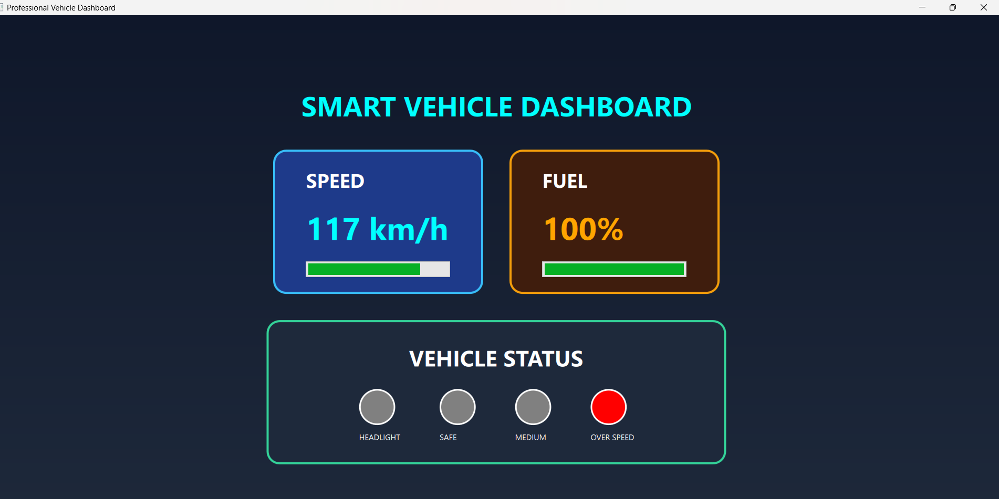 Professional Vehicle Dashboard
SMART VEHICLE DASHBOARD
SPEED
117 km/h
FUEL
100%
VEHICLE STATUS
HEADLIGHT
SAFE
MEDIUM
OVER SPEED